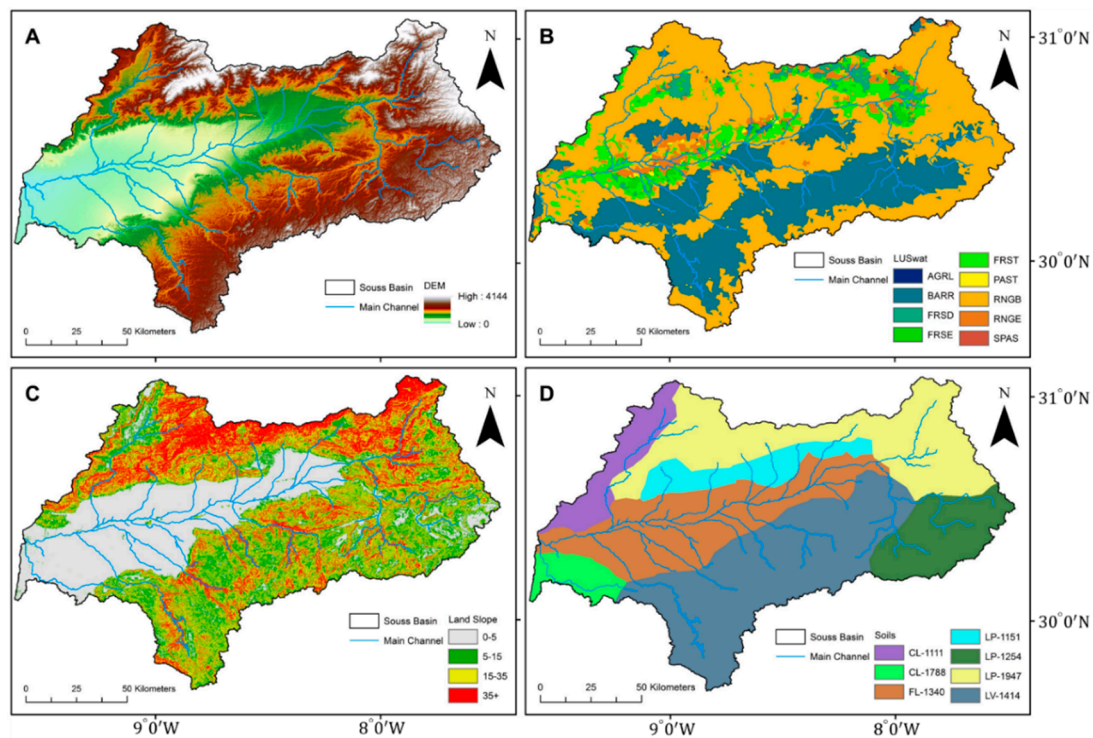 A
N
Souss Basin
Main Channel
DEM
High : 4144
Low : 0
0 25 50 Kilometers
B
N
31°0′N
30°0′N
Souss Basin
Main Channel
LUSwat
AGRL
BARR
FRSD
FRSE
FRST
PAST
RNGB
RNGE
SPAS
0 25 50 Kilometers
9°0′W
8°0′W
C
N
Souss Basin
Main Channel
Land Slope
0-5
5-15
15-35
35+
0 25 50 Kilometers
9°0′W
8°0′W
D
N
31°0′N
30°0′N
Souss Basin
Main Channel
Soils
CL-1111
CL-1788
FL-1340
LP-1151
LP-1254
LP-1947
LV-1414
0 25 50 Kilometers
9°0′W
8°0′W